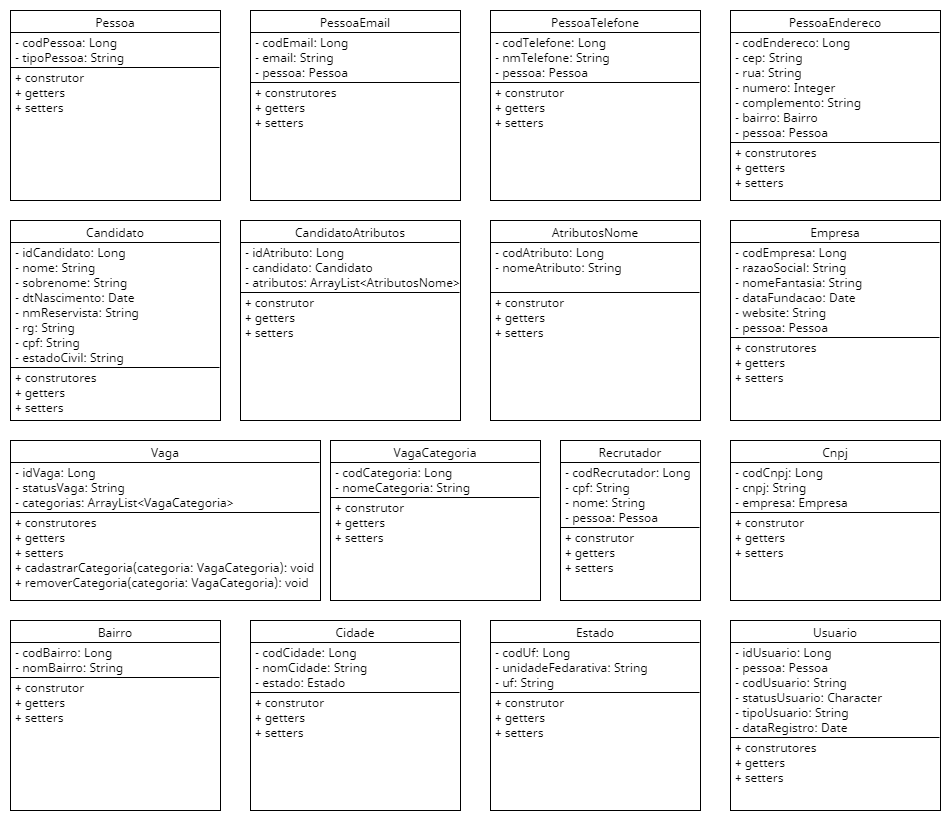 Pessoa
- codPessoa: Long
- tipoPessoa: String
+ construtor
+ getters
+ setters
PessoaEmail
- codEmail: Long
- email: String
- pessoa: Pessoa
+ construtores
+ getters
+ setters
PessoaTelefone
- codTelefone: Long
- nmTelefone: String
- pessoa: Pessoa
+ construtor
+ getters
+ setters
PessoaEndereco
- codEndereco: Long
- cep: String
- rua: String
- numero: Integer
- complemento: String
- bairro: Bairro
- pessoa: Pessoa
+ construtores
+ getters
+ setters
Candidato
- idCandidato: Long
- nome: String
- sobrenome: String
- dtNascimento: Date
- nmReservista: String
- rg: String
- cpf: String
- estadoCivil: String
+ construtores
+ getters
+ setters
CandidatoAtributos
- idAtributo: Long
- candidato: Candidato
- atributos: ArrayList<AtributosNome>
+ construtor
+ getters
+ setters
AtributosNome
- codAtributo: Long
- nomeAtributo: String
+ construtor
+ getters
+ setters
Empresa
- codEmpresa: Long
- razaoSocial: String
- nomeFantasia: String
- dataFundacao: Date
- website: String
- pessoa: Pessoa
+ construtores
+ getters
+ setters
Vaga
- idVaga: Long
- statusVaga: String
- categorias: ArrayList<VagaCategoria>
+ construtores
+ getters
+ setters
+ cadastrarCategoria(categoria: VagaCategoria): void
+ removerCategoria(categoria: VagaCategoria): void
VagaCategoria
- codCategoria: Long
- nomeCategoria: String
+ construtor
+ getters
+ setters
Recrutador
- codRecrutador: Long
- cpf: String
- nome: String
- pessoa: Pessoa
+ construtor
+ getters
+ setters
Cnpj
- codCnpj: Long
- cnpj: String
- empresa: Empresa
+ construtor
+ getters
+ setters
Bairro
- codBairro: Long
- nomBairro: String
+ construtor
+ getters
+ setters
Cidade
- codCidade: Long
- nomCidade: String
- estado: Estado
+ construtor
+ getters
+ setters
Estado
- codUf: Long
- unidadeFedarativa: String
- uf: String
+ construtor
+ getters
+ setters
Usuario
- idUsuario: Long
- pessoa: Pessoa
- codUsuario: String
- statusUsuario: Character
- tipoUsuario: String
- dataRegistro: Date
+ construtores
+ getters
+ setters